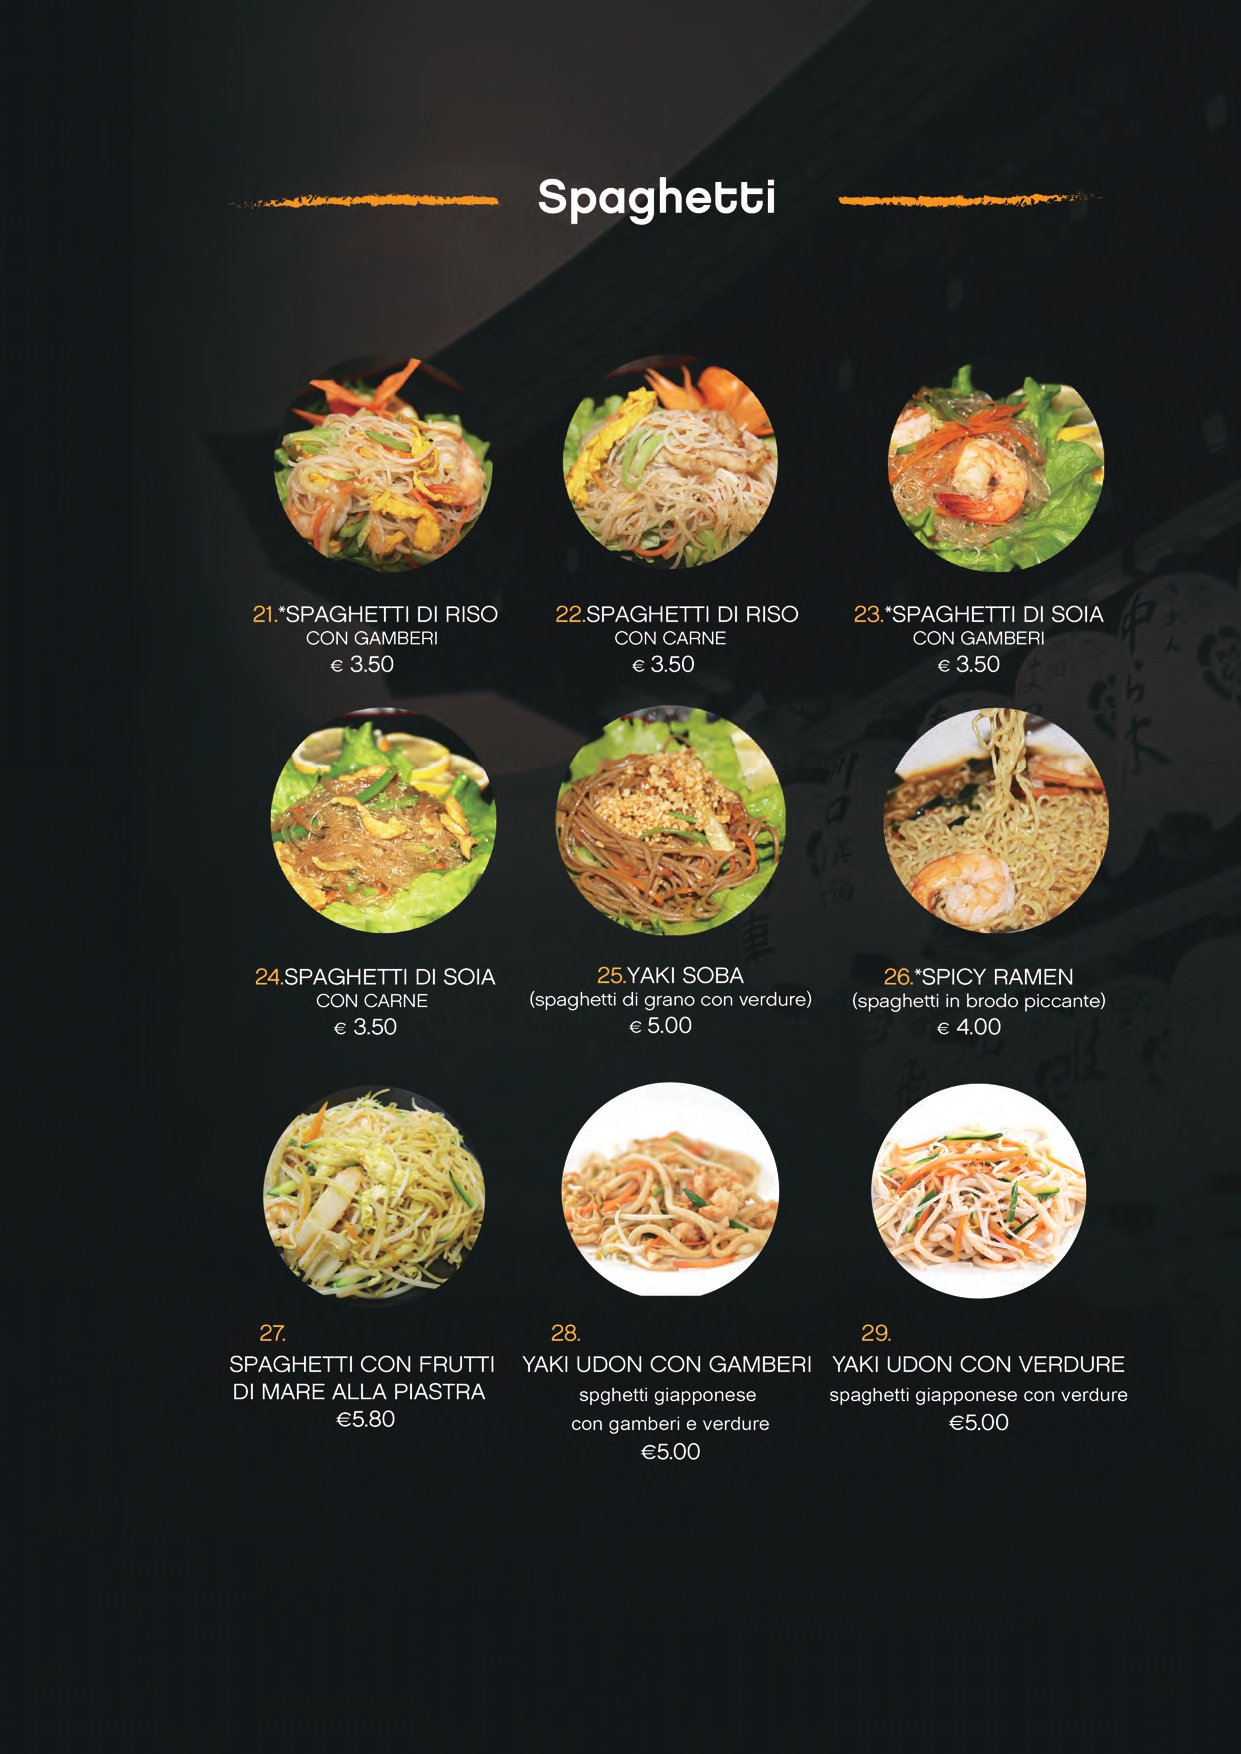 Spaghetti
21.*SPAGHETTI DI RISO
CON GAMBERI
€ 3.50
22.SPAGHETTI DI RISO
CON CARNE
€ 3.50
23.*SPAGHETTI DI SOIA
CON GAMBERI
€ 3.50
24.SPAGHETTI DI SOIA
CON CARNE
€ 3.50
25.YAKI SOBA
(spaghetti di grano con verdure)
€ 5.00
26.*SPICY RAMEN
(spaghetti in brodo piccante)
€ 4.00
27.
SPAGHETTI CON FRUTTI
DI MARE ALLA PIASTRA
€5.80
28.
YAKI UDON CON GAMBERI
spghetti giapponese
con gamberi e verdure
€5.00
29.
YAKI UDON CON VERDURE
spaghetti giapponese con verdure
€5.00